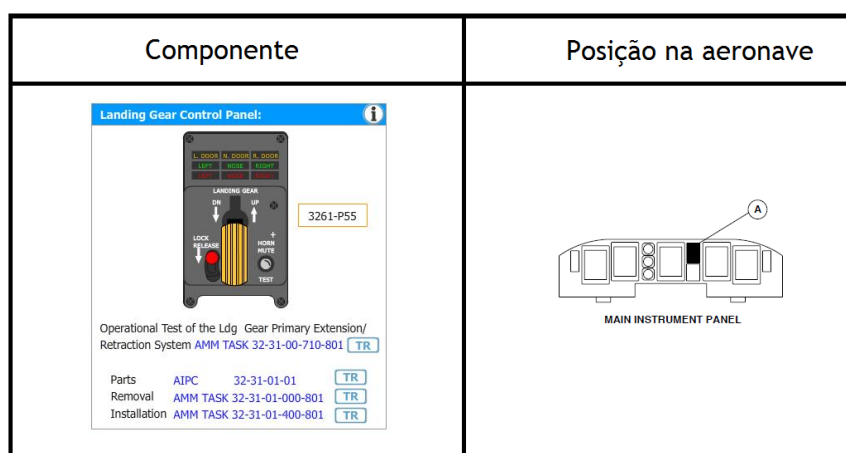 Componente
Posição na aeronave
Landing Gear Control Panel:
i
L. DOOR N. DOOR R. DOOR
LEFT NOSE RIGHT
LEFT NOSE RIGHT
LANDING GEAR
DN UP
3261-P55
LOCK
RELEASE
+
HORN
MUTE
TEST
Operational Test of the Ldg Gear Primary Extension/
Retraction System AMM TASK 32-31-00-710-801 TR
Parts AIPC 32-31-01-01 TR
Removal AMM TASK 32-31-01-000-801 TR
Installation AMM TASK 32-31-01-400-801 TR
A
MAIN INSTRUMENT PANEL